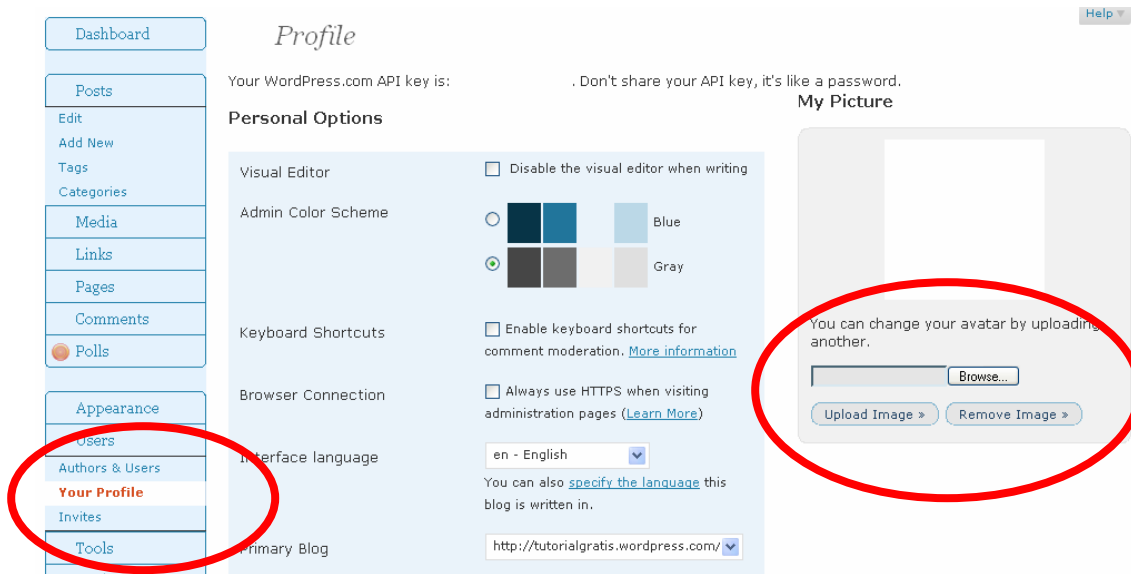 Help
Dashboard
Posts
Edit
Add New
Tags
Categories
Media
Links
Pages
Comments
Polls
Appearance
Users
Authors & Users
Your Profile
Invites
Tools
Profile
Your WordPress.com API key is: . Don't share your API key, it's like a password.
Personal Options
Visual Editor
Disable the visual editor when writing
Admin Color Scheme
Blue
Gray
Keyboard Shortcuts
Enable keyboard shortcuts for
comment moderation. More information
Browser Connection
Always use HTTPS when visiting
administration pages (Learn More)
Interface language
en - English
You can also specify the language this
blog is written in.
Primary Blog
http://tutorialgratis.wordpress.com/
My Picture
You can change your avatar by uploading
another.
Browse...
Upload Image »
Remove Image »